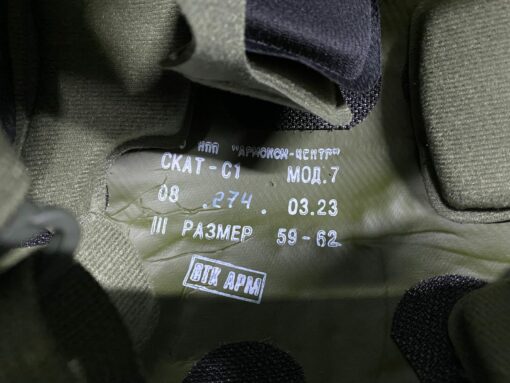 НПП "АРМОКОМ-ЦЕНТР"
СКАТ-С1 МОД.7
08 .274. 03.23
III РАЗМЕР 59-62
ВТК АРМ